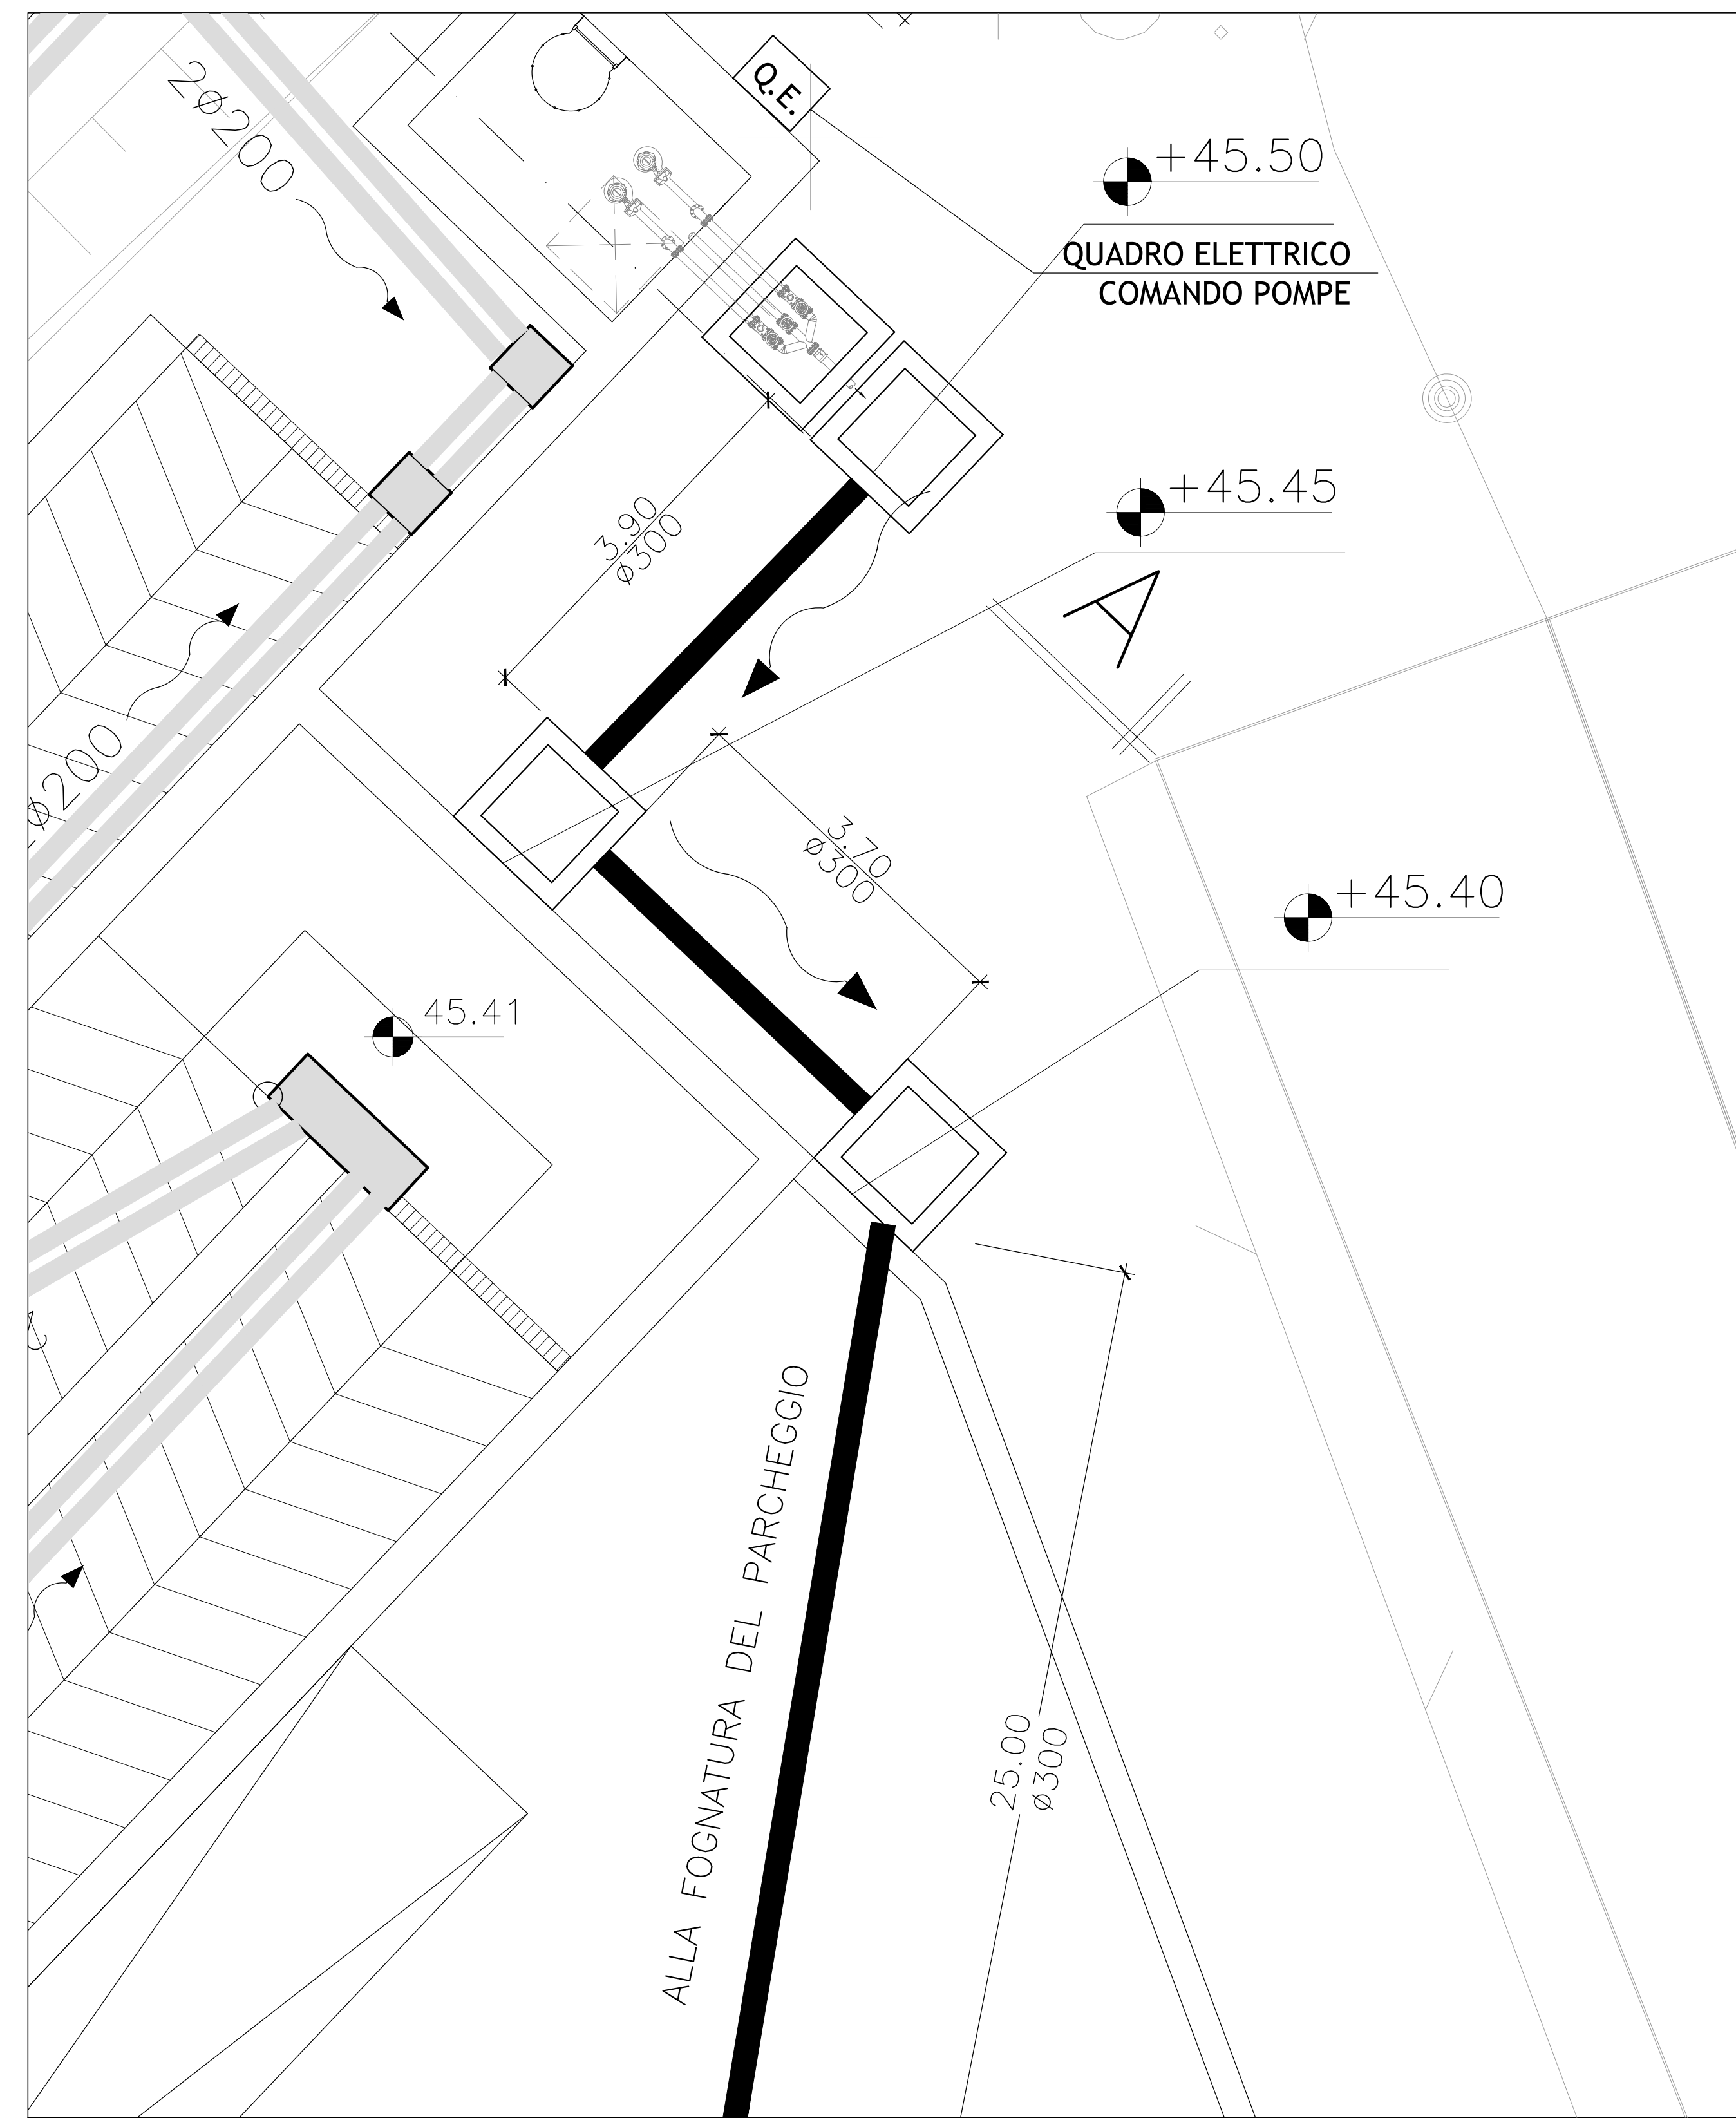 2ø200
Q.E.
+45.50
QUADRO ELETTRICO
COMANDO POMPE
+45.45
3.90
ø300
A
ø200
3.70
ø300
+45.40
45.41
ALLA FOGNATURA DEL PARCHEGGIO
25.00
ø300